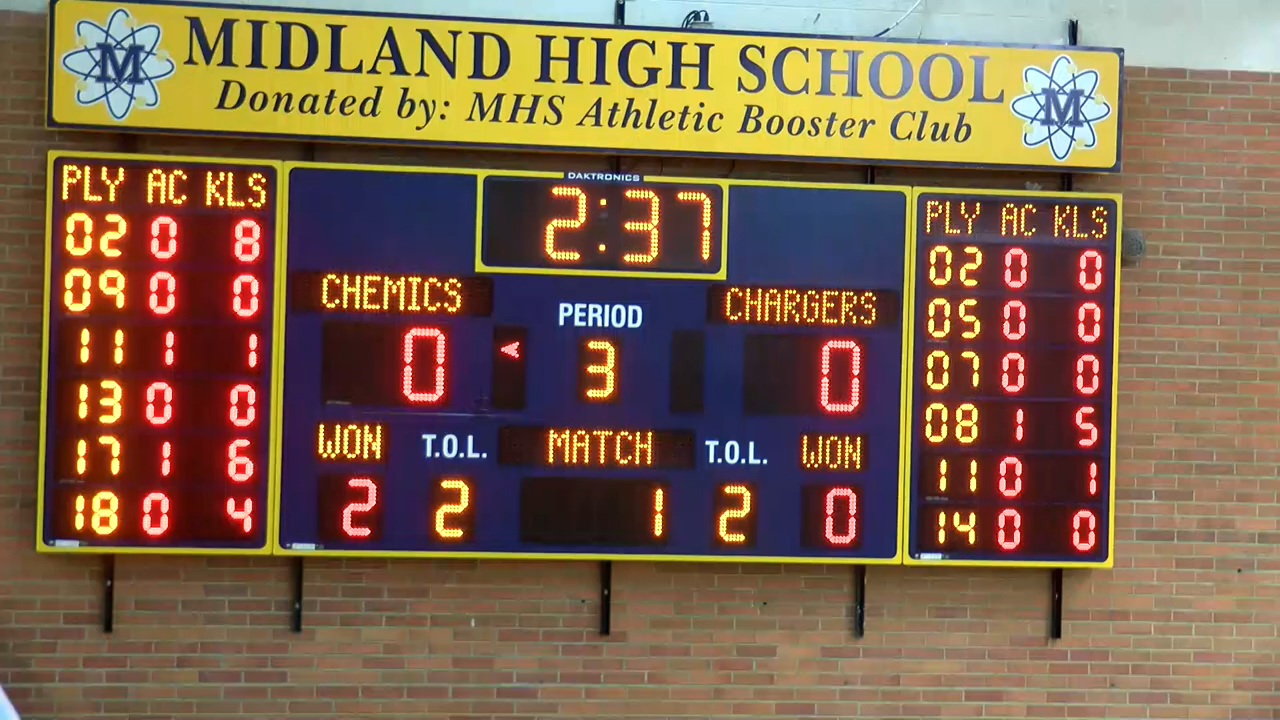 M MIDLAND HIGH SCHOOL M
Donated by: MHS Athletic Booster Club
DAKTRONICS
2:37
PLY AC KLS
02 0 8
09 0 0
11 1 1
13 0 0
17 1 6
18 0 4
CHEMICS PERIOD CHARGERS
0 3 0
WON T.O.L. MATCH T.O.L. WON
2 2 1 2 0
PLY AC KLS
02 0 0
05 0 0
07 0 0
08 1 5
11 0 1
14 0 0